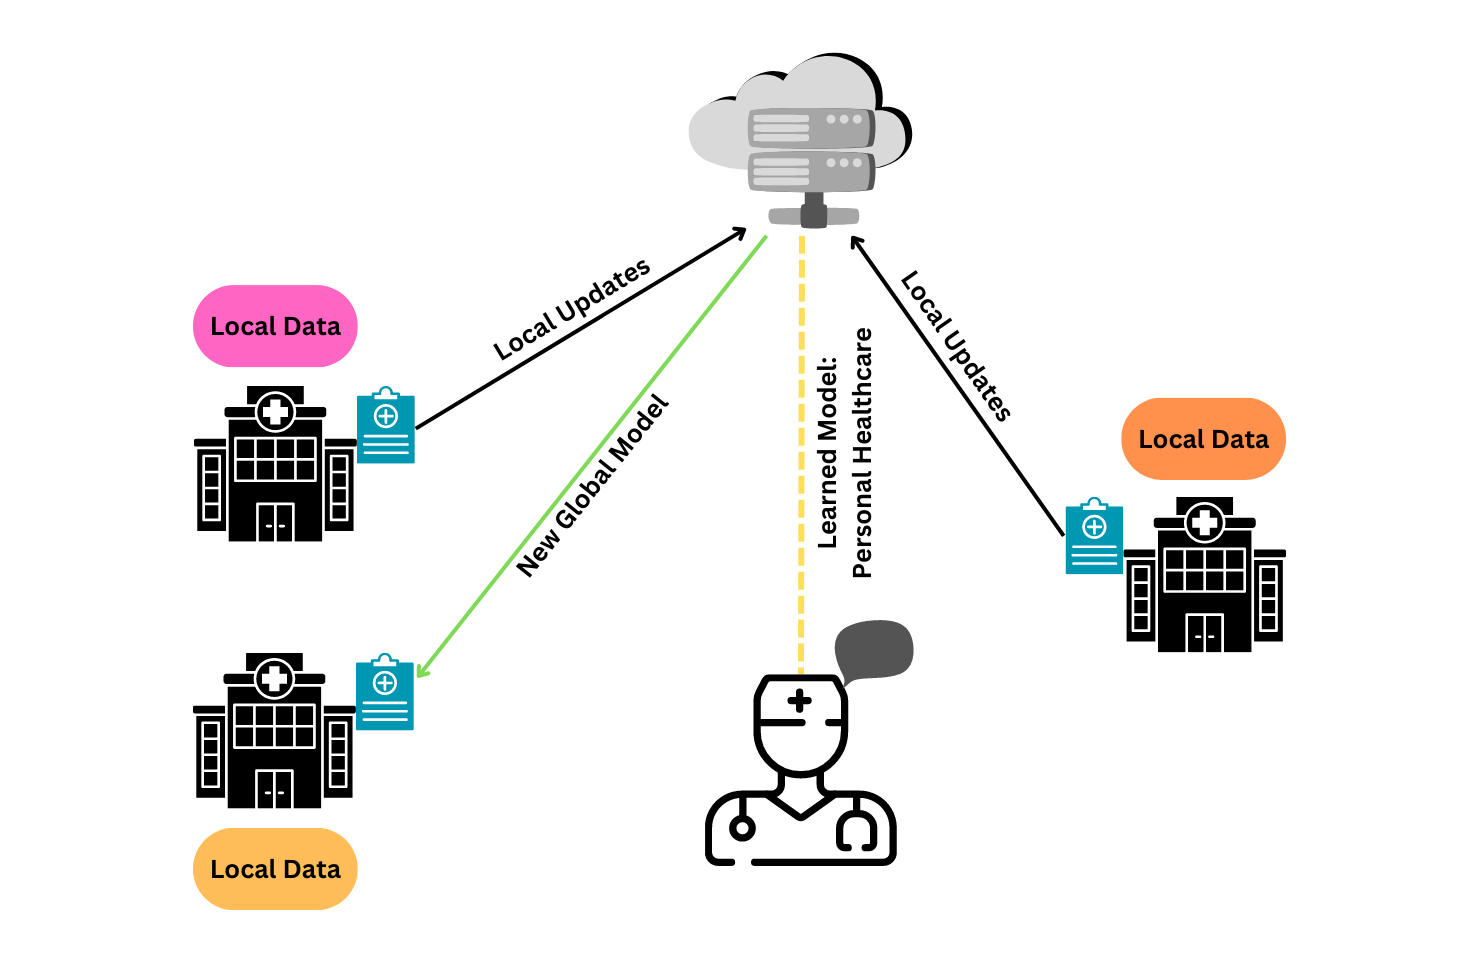 Local Updates
Local Updates
Local Data
New Global Model
Learned Model:
Personal Healthcare
Local Data
Local Data